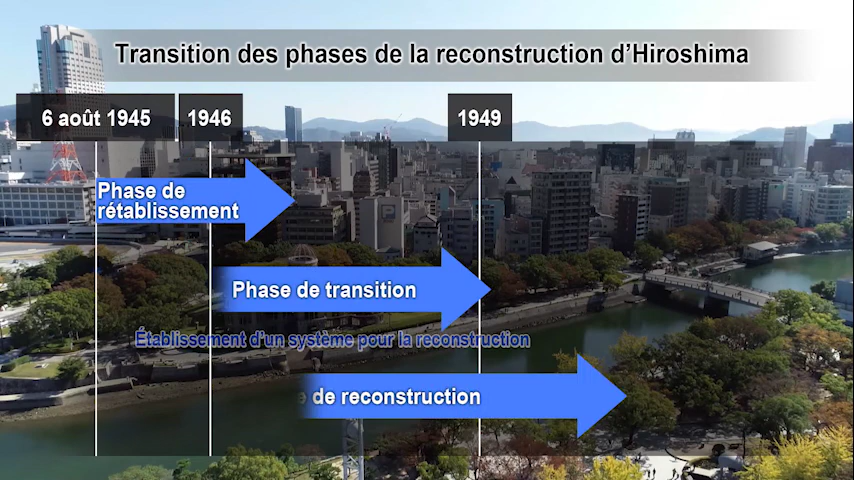 Transition des phases de la reconstruction d'Hiroshima
6 août 1945
1946
1949
Phase de
rétablissement
Phase de transition
Établissement d'un système pour la reconstruction
de reconstruction